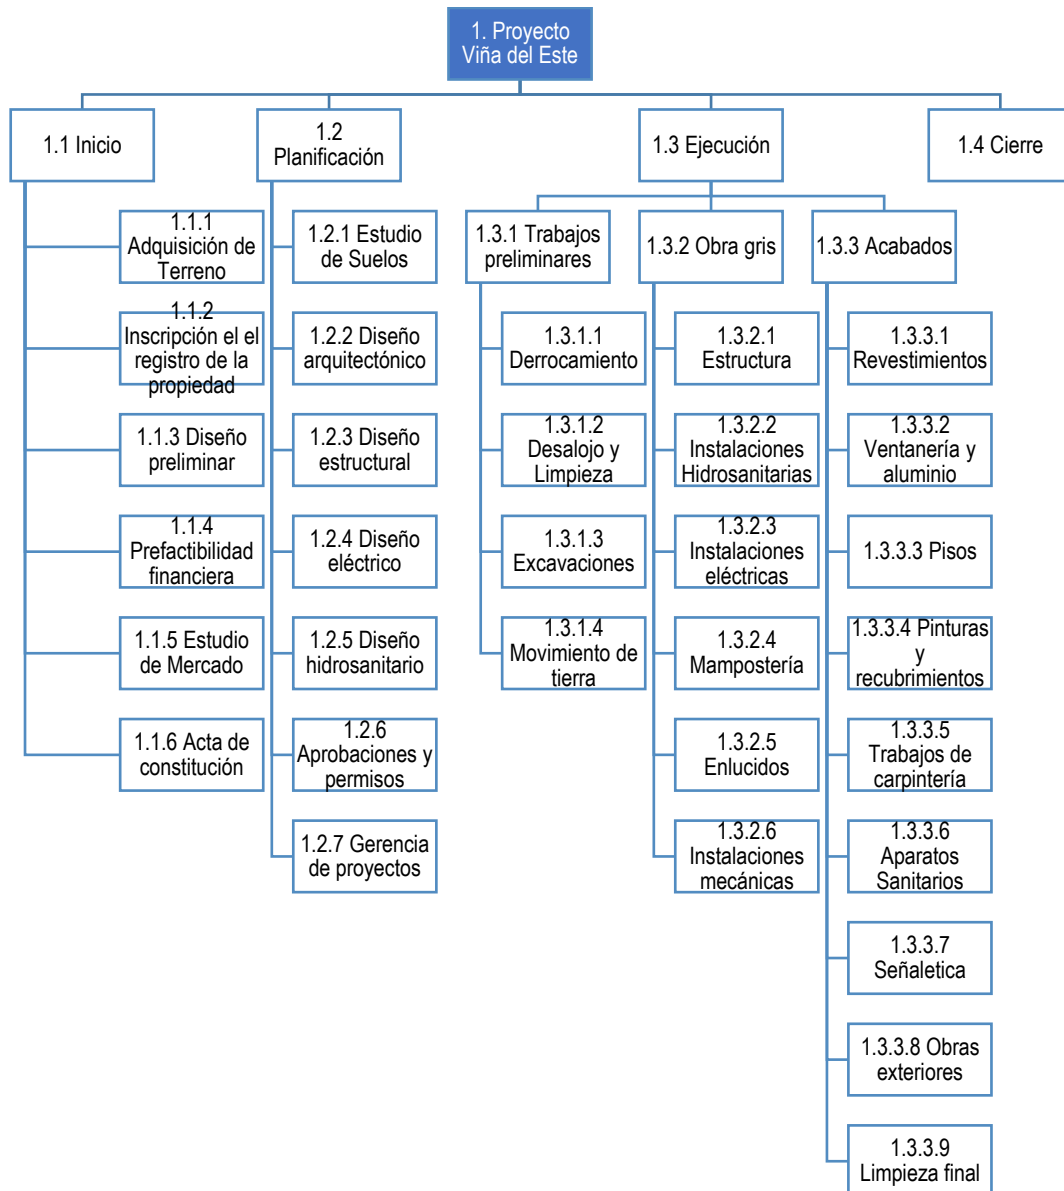 1. Proyecto
Viña del Este
1.1 Inicio
1.2
Planificación
1.3 Ejecución
1.4 Cierre
1.1.1
Adquisición de
Terreno
1.1.2
Inscripción el el
registro de la
propiedad
1.1.3 Diseño
preliminar
1.1.4
Prefactibilidad
financiera
1.1.5 Estudio
de Mercado
1.1.6 Acta de
constitución
1.2.1 Estudio
de Suelos
1.2.2 Diseño
arquitectónico
1.2.3 Diseño
estructural
1.2.4 Diseño
eléctrico
1.2.5 Diseño
hidrosanitario
1.2.6
Aprobaciones y
permisos
1.2.7 Gerencia
de proyectos
1.3.1 Trabajos
preliminares
1.3.1.1
Derrocamiento
1.3.1.2
Desalojo y
Limpieza
1.3.1.3
Excavaciones
1.3.1.4
Movimiento de
tierra
1.3.2 Obra gris
1.3.2.1
Estructura
1.3.2.2
Instalaciones
Hidrosanitarias
1.3.2.3
Instalaciones
eléctricas
1.3.2.4
Mampostería
1.3.2.5
Enlucidos
1.3.2.6
Instalaciones
mecánicas
1.3.3 Acabados
1.3.3.1
Revestimientos
1.3.3.2
Ventanería y
aluminio
1.3.3.3 Pisos
1.3.3.4 Pinturas
y
recubrimientos
1.3.3.5
Trabajos de
carpintería
1.3.3.6
Aparatos
Sanitarios
1.3.3.7
Señaletica
1.3.3.8 Obras
exteriores
1.3.3.9
Limpieza final